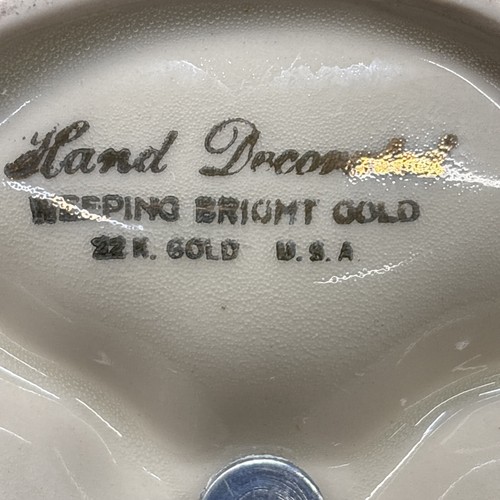 Hand Decorated
WEEPING BRIGHT GOLD
22 K. GOLD U.S.A